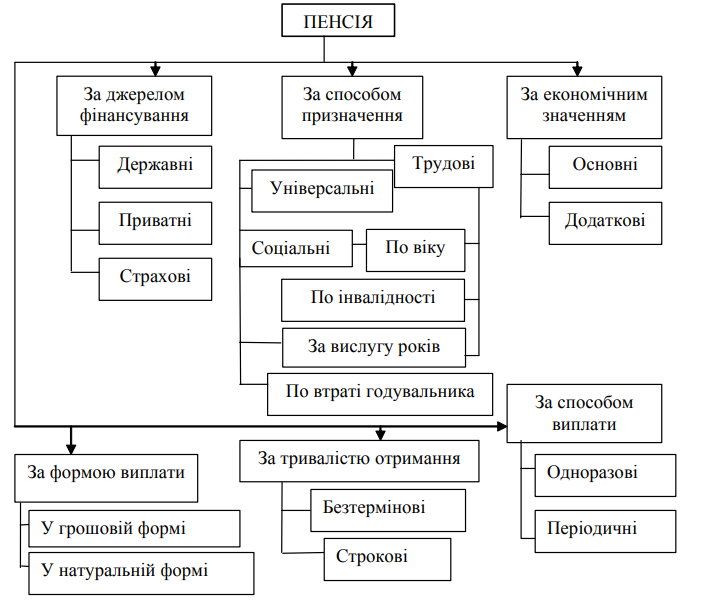 ПЕНСІЯ
За джерелом
фінансування
Державні
Приватні
Страхові
За способом
призначення
Трудові
Універсальні
Соціальні
По віку
По інвалідності
За вислугу років
По втраті годувальника
За економічним
значенням
Основні
Додаткові
За формою виплати
У грошовій формі
У натуральній формі
За тривалістю отримання
Безтермінові
Строкові
За способом
виплати
Одноразові
Періодичні